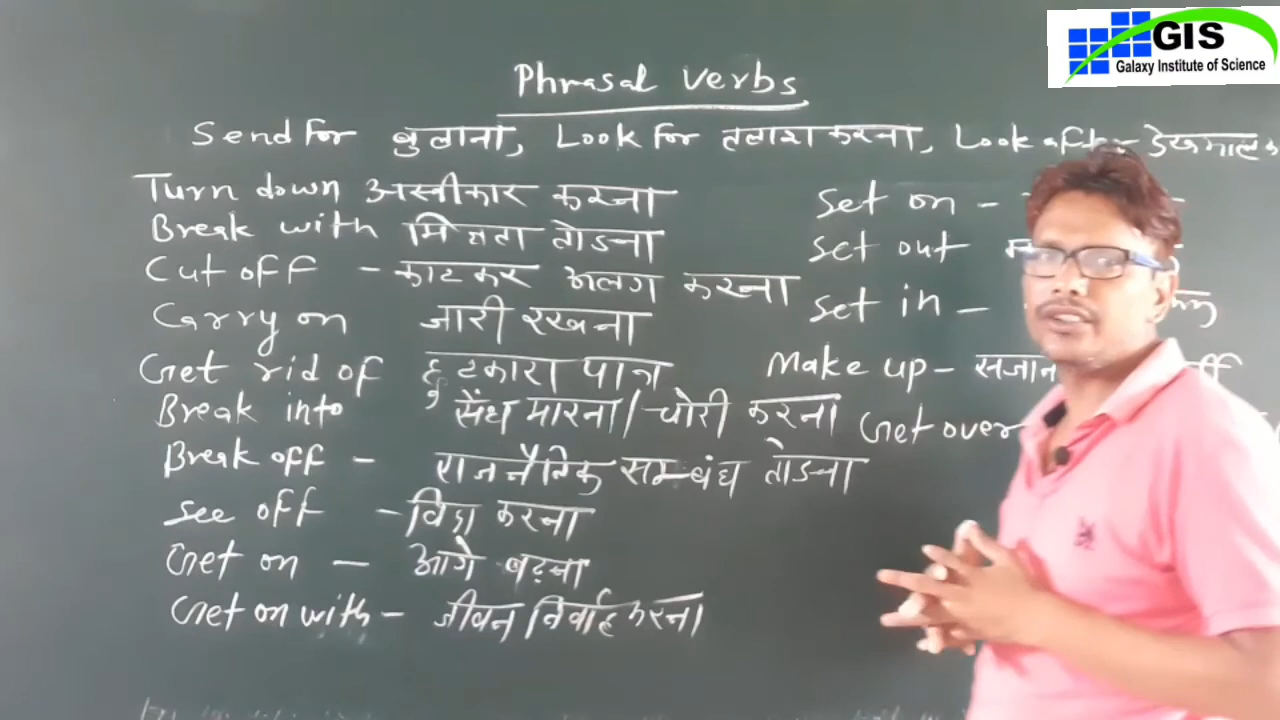 GIS
Galaxy Institute of Science
Phrasal verbs
Send for बुलाना, Look for तलाश करना, Look after
Turn down अस्वीकार करना
Set on -
Break with मित्रता तोडना
Set out
Cut off - काटकर अलग करना
Set in -
Carry on जारी रखना
Get rid of छुटकारा पाना
Make up -
Break into सेंध मारना/चोरी करना
Get over
Break off - राजनैतिक सम्बंध तोडना
See off - विदा करना
Get on - आगे बढ़ना
Get on with - जीवन निर्वाह करना